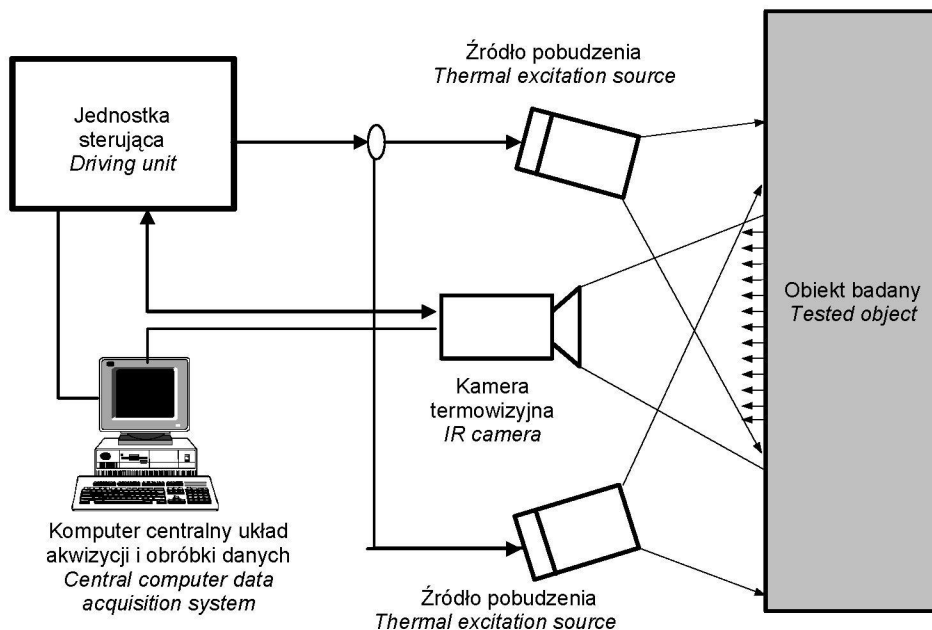 Źródło pobudzenia
Thermal excitation source
Jednostka
sterująca
Driving unit
Obiekt badany
Tested object
Kamera
termowizyjna
IR camera
Komputer centralny układ
akwizycji i obróbki danych
Central computer data
acquisition system
Źródło pobudzenia
Thermal excitation source